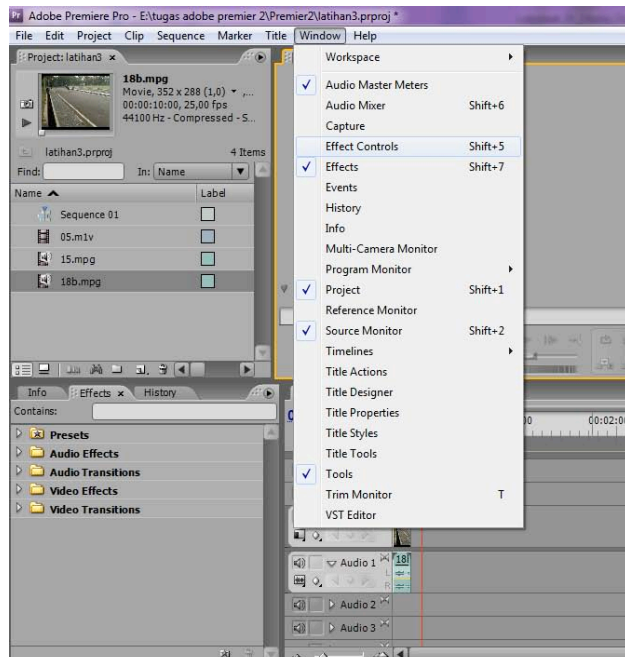 Adobe Premiere Pro - E:\tugas adobe premier 2\Premier2\latihan3.prproj *
File Edit Project Clip Sequence Marker Title Window Help
Project: latihan3 x
18b.mpg
Movie, 352 x 288 (1,0) ▾ ,...
00:00:10:00, 25,00 fps
44100 Hz - Compressed - S...
latihan3.prproj 4 Items
Find: In: Name
Name Label
Sequence 01
05.m1v
15.mpg
18b.mpg
Workspace
Audio Master Meters
Audio Mixer Shift+6
Capture
Effect Controls Shift+5
Effects Shift+7
Events
History
Info
Multi-Camera Monitor
Program Monitor
Project Shift+1
Reference Monitor
Source Monitor Shift+2
Timelines
Title Actions
Title Designer
Title Properties
Title Styles
Title Tools
Tools
Trim Monitor T
VST Editor
Info Effects x History
Contains:
Presets
Audio Effects
Audio Transitions
Video Effects
Video Transitions
Audio 1 18
L
R
Audio 2
Audio 3